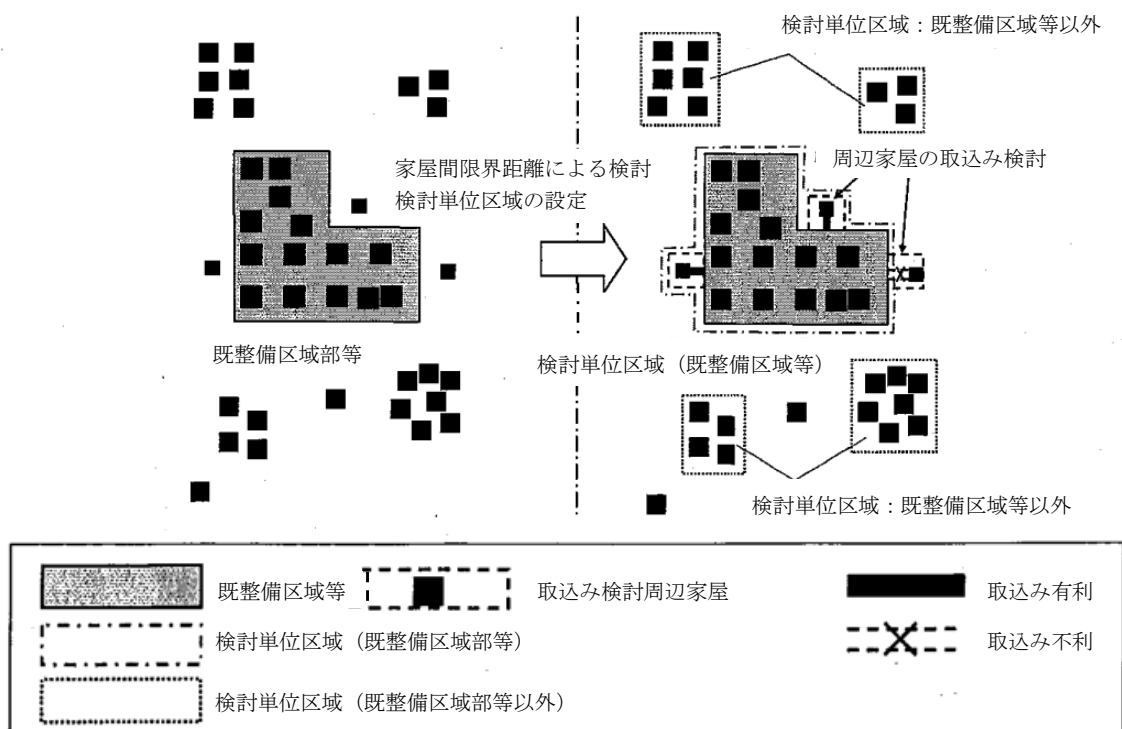 検討単位区域：既整備区域等以外
家屋間限界距離による検討
検討単位区域の設定
周辺家屋の取込み検討
既整備区域部等
検討単位区域（既整備区域等）
検討単位区域：既整備区域等以外
既整備区域等
取込み検討周辺家屋
取込み有利
検討単位区域（既整備区域部等）
取込み不利
検討単位区域（既整備区域部等以外）